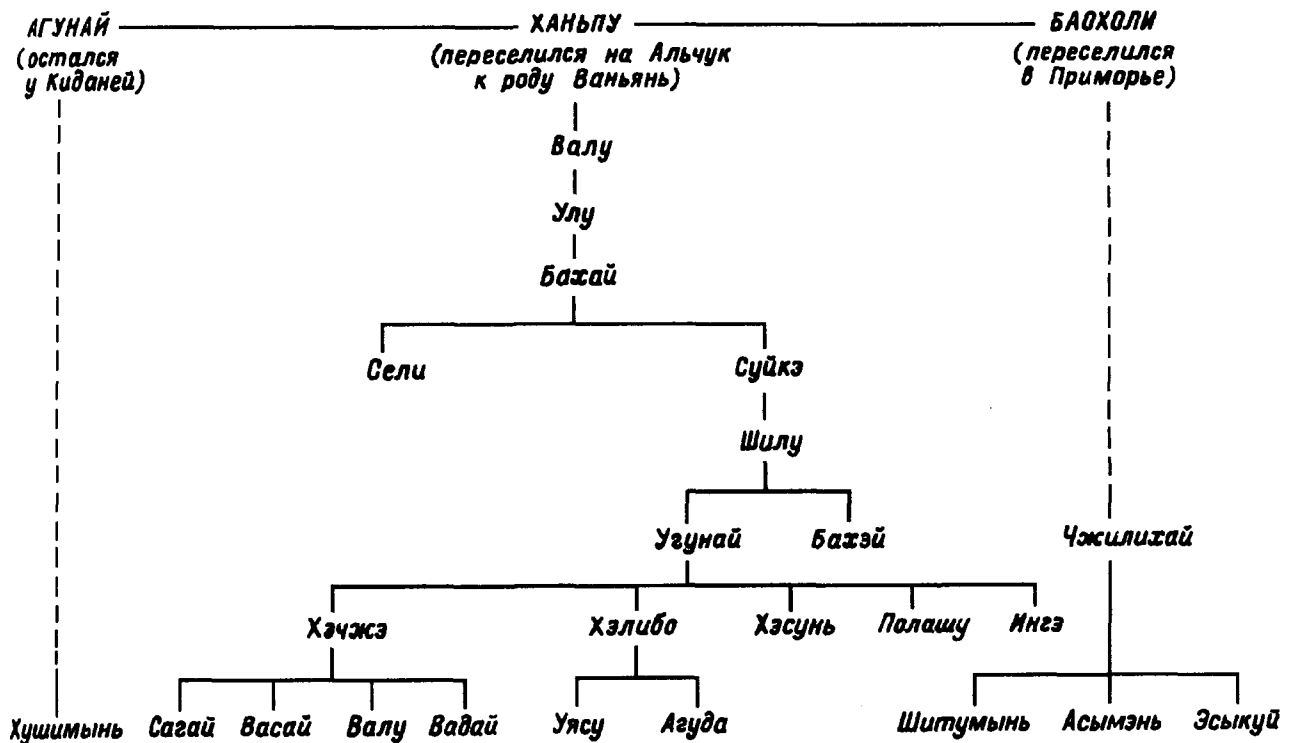 АГУНАЙ ХАНЬПУ БАОХОЛИ
(остался (переселился на Альчук (переселился
у Киданей) к роду Ваньянь) в Приморье)
Валу
Улу
Бахай
Сели Суйкэ
Шилу
Угунай Бахэй Чжилихай
Хэчжэ Хэлибо Хэсунь Полашу Ингэ
Хушимынь Сагай Васай Валу Вадай Уясу Агуда Шитумынь Асымэнь Эсыкуй